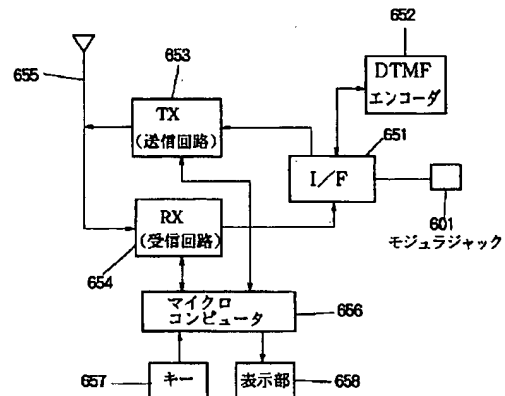 652
653
655
DTMF
エンコーダ
TX
(送信回路)
651
I/F
RX
(受信回路)
601
モジュラジャック
654
マイクロ
コンピュータ
656
657
キー
表示部
658